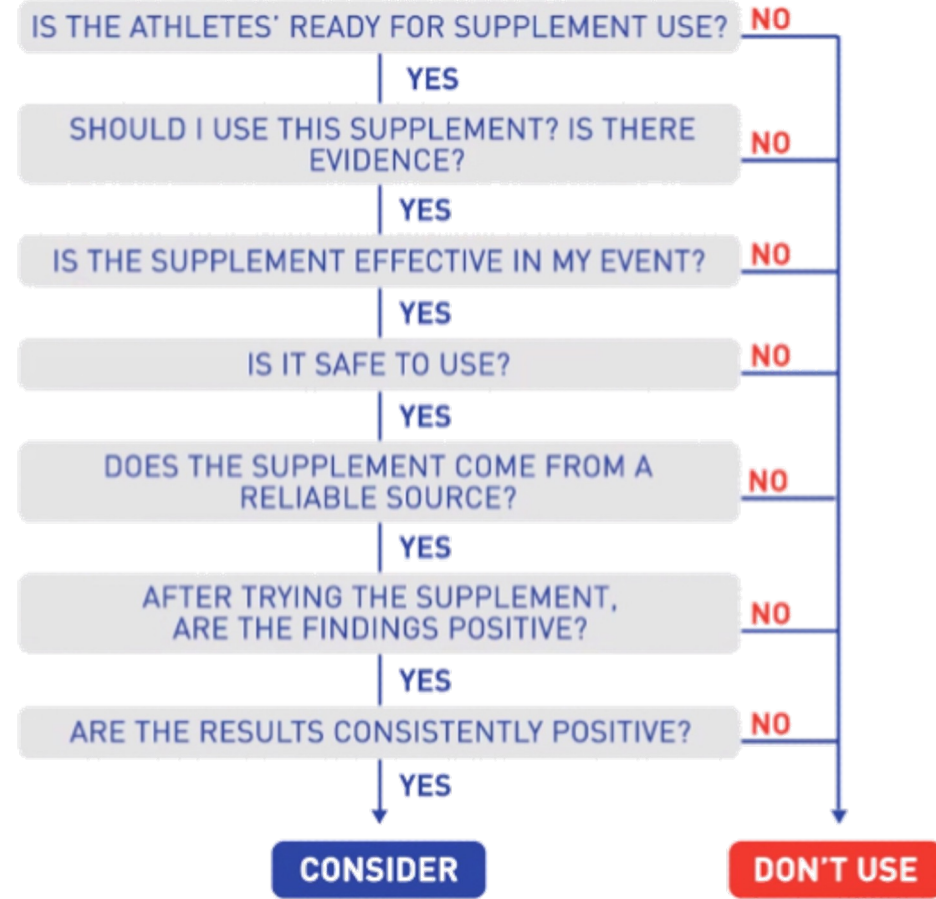 IS THE ATHLETES' READY FOR SUPPLEMENT USE?
NO
YES
SHOULD I USE THIS SUPPLEMENT? IS THERE
EVIDENCE?
NO
YES
IS THE SUPPLEMENT EFFECTIVE IN MY EVENT?
NO
YES
IS IT SAFE TO USE?
NO
YES
DOES THE SUPPLEMENT COME FROM A
RELIABLE SOURCE?
NO
YES
AFTER TRYING THE SUPPLEMENT,
ARE THE FINDINGS POSITIVE?
NO
YES
ARE THE RESULTS CONSISTENTLY POSITIVE?
NO
YES
CONSIDER
DON'T USE